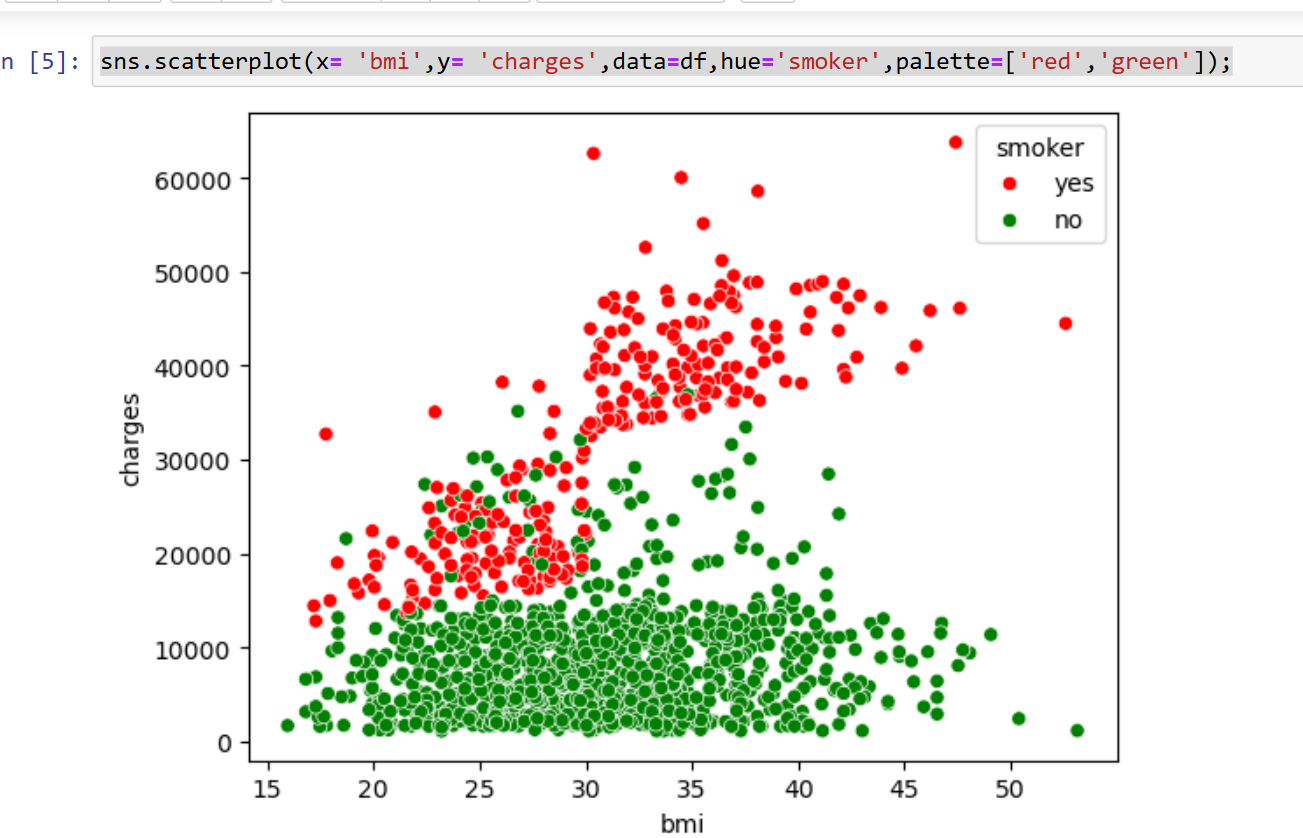 n [5]: sns.scatterplot(x= 'bmi',y= 'charges',data=df,hue='smoker',palette=['red','green']);
smoker
yes
no
60000
50000
40000
30000
20000
10000
0
charges
15 20 25 30 35 40 45 50
bmi